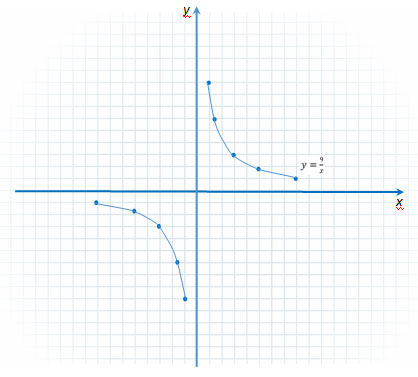 y
y = 9/x
x